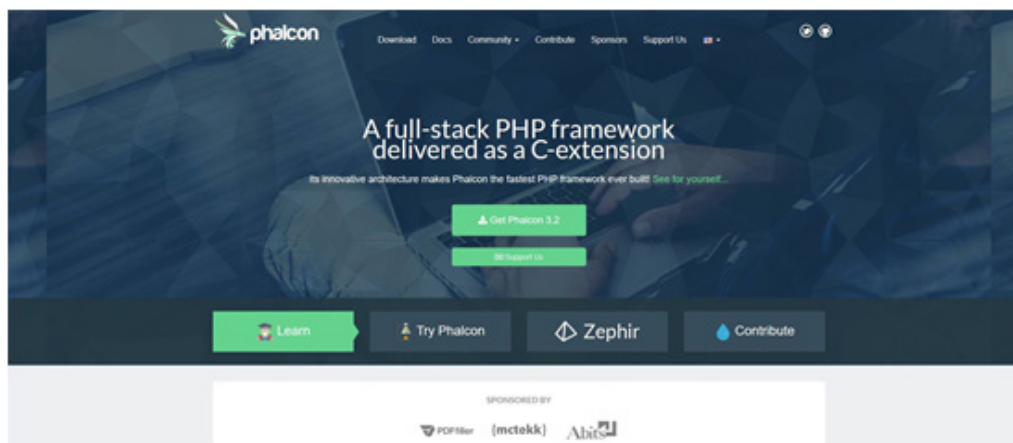 phalcon
Download Docs Community Contribute Sponsors Support Us
A full-stack PHP framework
delivered as a C-extension
Its innovative architecture makes Phalcon the fastest PHP framework ever built! See for yourself...
Get Phalcon 3.2
Support Us
Learn
Try Phalcon
Zephir
Contribute
SPONSORED BY
PDFfiller {mctekk} Abits